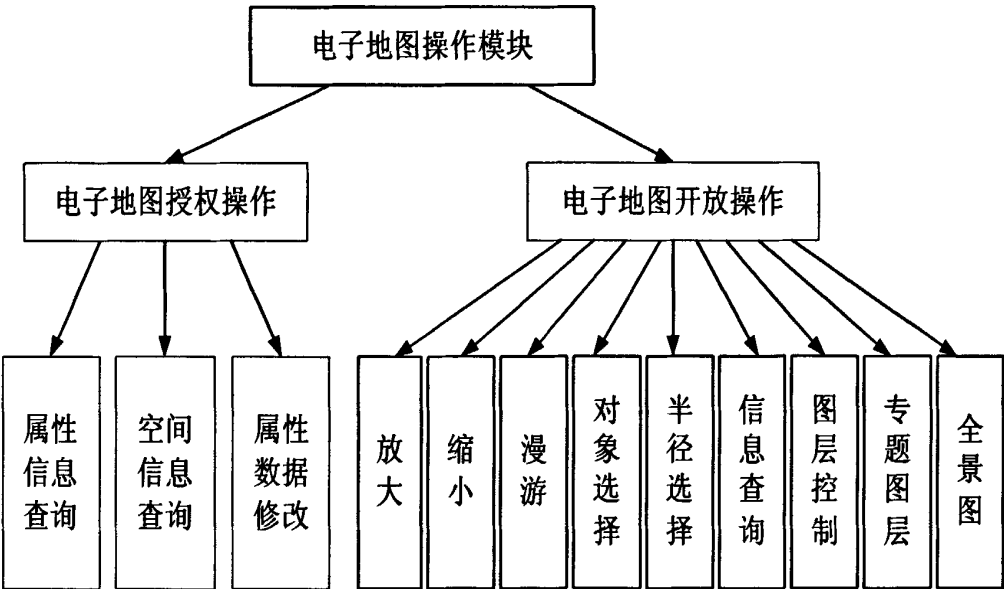 电子地图操作模块
电子地图授权操作
电子地图开放操作
属性
信息
查询
空间
信息
查询
属性
数据
修改
放大
缩小
漫游
对象选择
半径选择
信息查询
图层控制
专题图层
全景图